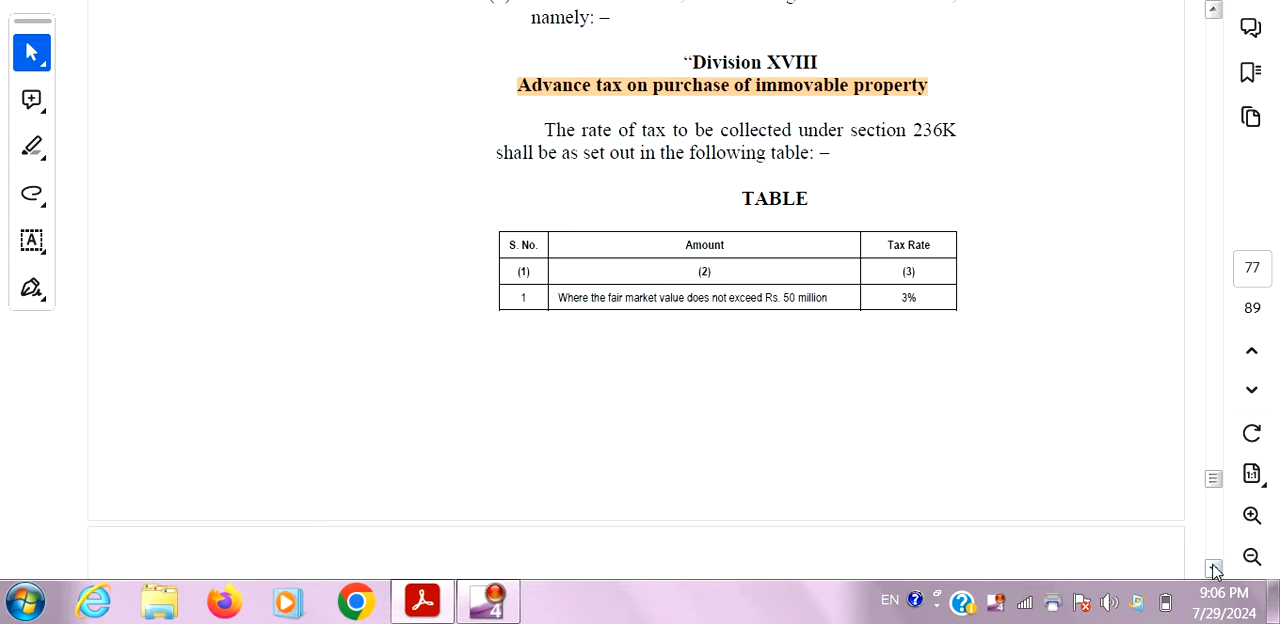 namely: –
“Division XVIII
Advance tax on purchase of immovable property
The rate of tax to be collected under section 236K
shall be as set out in the following table: –
TABLE
S. No. Amount Tax Rate
(1) (2) (3)
1 Where the fair market value does not exceed Rs. 50 million 3%
77
89
1:1
4
EN
9:06 PM
7/29/2024